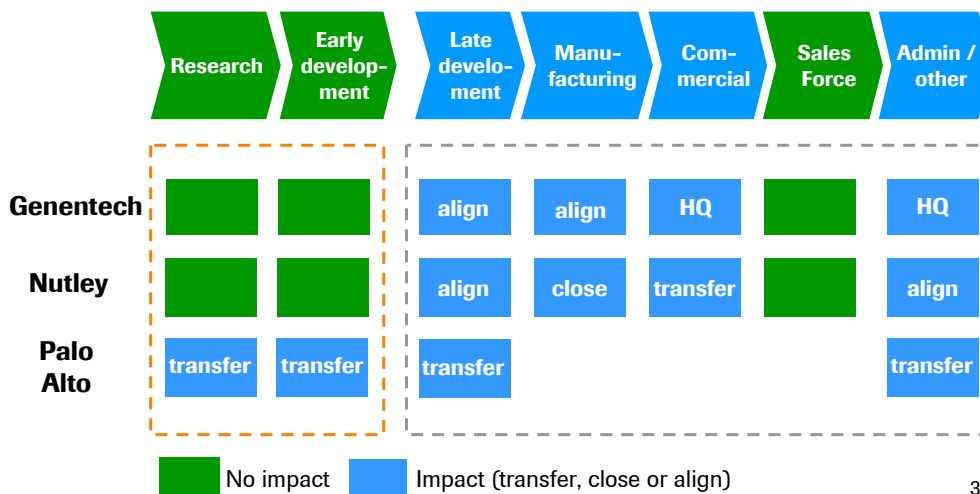 Research
Early
develop-
ment
Late
develo-
ment
Manu-
facturing
Com-
mercial
Sales
Force
Admin /
other
Genentech
align
align
HQ
HQ
Nutley
align
close
transfer
align
Palo
Alto
transfer
transfer
transfer
transfer
No impact
Impact (transfer, close or align)
3